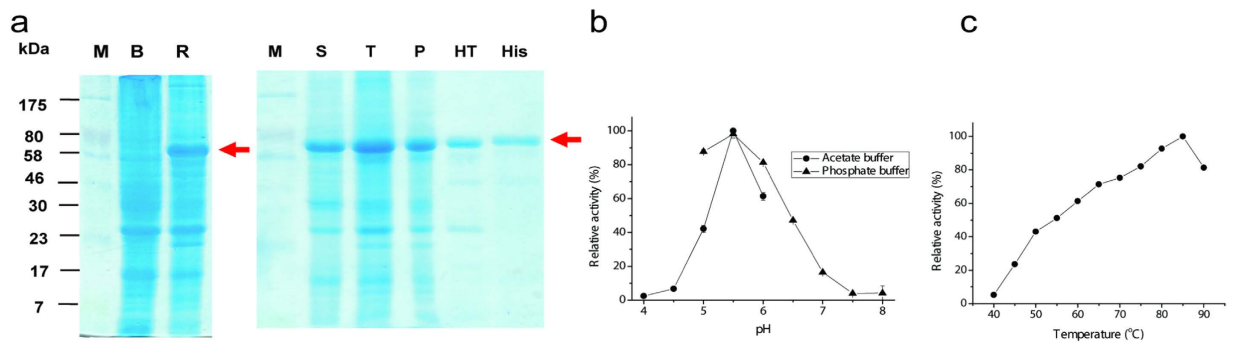 a
kDa
M B R
175
80
58
46
30
23
17
7
M S T P HT His
b
Relative activity (%)
100
80
60
40
20
0
4 5 6 7 8
pH
Acetate buffer
Phosphate buffer
c
Relative activity (%)
100
80
60
40
20
0
40 50 60 70 80 90
Temperature (°C)